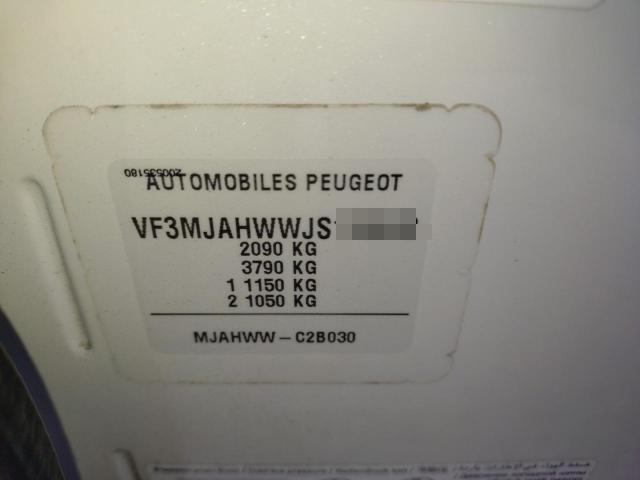 200535180
AUTOMOBILES PEUGEOT
VF3MJAHWWJS
2090 KG
3790 KG
1 1150 KG
2 1050 KG
MJAHWW - C2B030